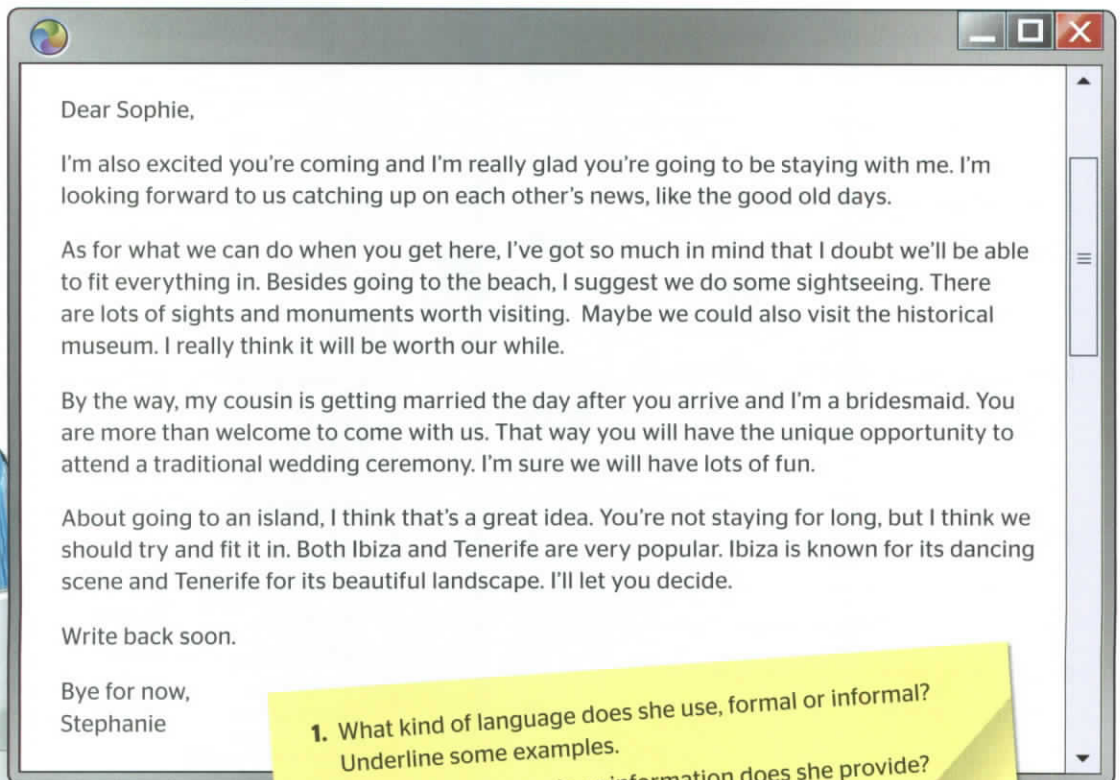 Dear Sophie,
I'm also excited you're coming and I'm really glad you're going to be staying with me. I'm
looking forward to us catching up on each other's news, like the good old days.
As for what we can do when you get here, I've got so much in mind that I doubt we'll be able
to fit everything in. Besides going to the beach, I suggest we do some sightseeing. There
are lots of sights and monuments worth visiting. Maybe we could also visit the historical
museum. I really think it will be worth our while.
By the way, my cousin is getting married the day after you arrive and I'm a bridesmaid. You
are more than welcome to come with us. That way you will have the unique opportunity to
attend a traditional wedding ceremony. I'm sure we will have lots of fun.
About going to an island, I think that's a great idea. You're not staying for long, but I think we
should try and fit it in. Both Ibiza and Tenerife are very popular. Ibiza is known for its dancing
scene and Tenerife for its beautiful landscape. I'll let you decide.
Write back soon.
Bye for now,
Stephanie
1. What kind of language does she use, formal or informal?
Underline some examples.
information does she provide?